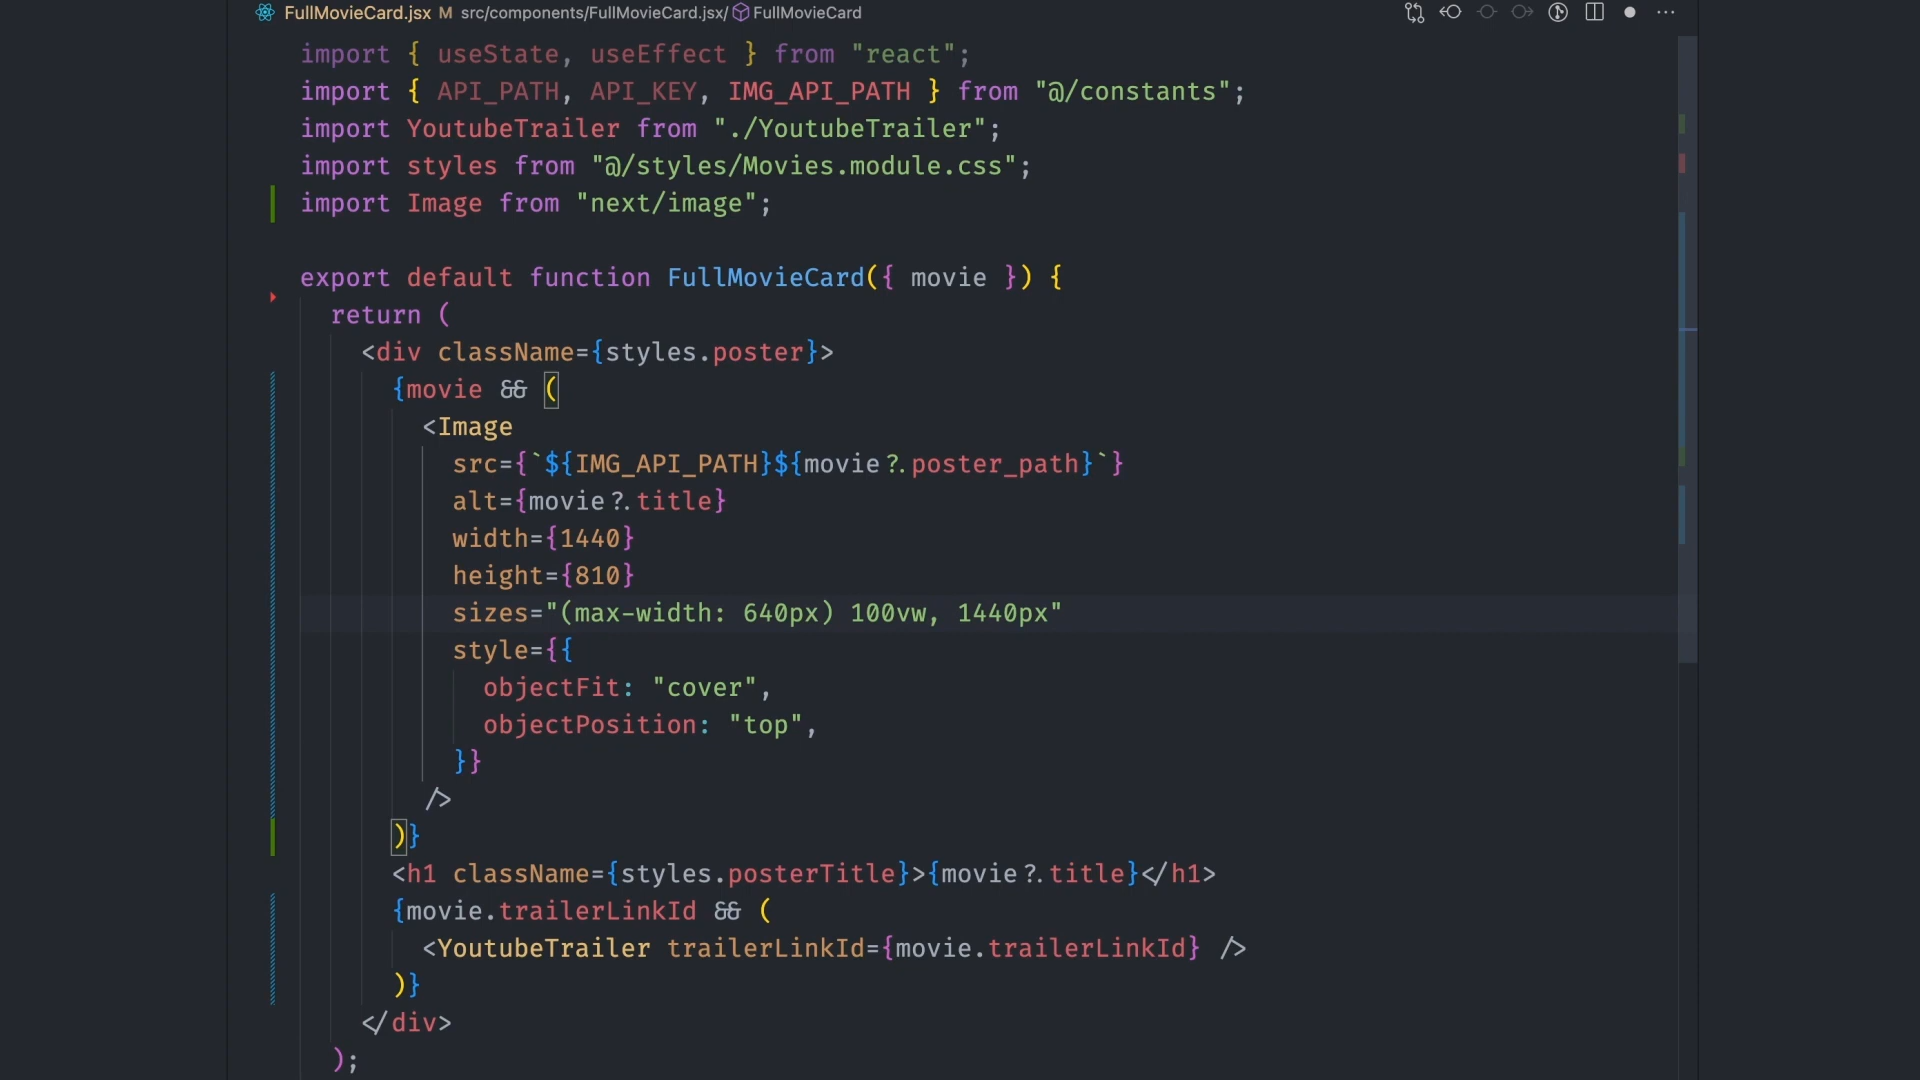 FullMovieCard.jsx M src/components/FullMovieCard.jsx/ FullMovieCard
import { useState, useEffect } from "react";
import { API_PATH, API_KEY, IMG_API_PATH } from "@/constants";
import YoutubeTrailer from "./YoutubeTrailer";
import styles from "@/styles/Movies.module.css";
import Image from "next/image";
export default function FullMovieCard({ movie }) {
return (
<div className={styles.poster}>
{movie && (
<Image
src={`${IMG_API_PATH}${movie?.poster_path}`}
alt={movie?.title}
width={1440}
height={810}
sizes="(max-width: 640px) 100vw, 1440px"
style={{
objectFit: "cover",
objectPosition: "top",
}}
/>
)}
<h1 className={styles.posterTitle}>{movie?.title}</h1>
{movie.trailerLinkId && (
<YoutubeTrailer trailerLinkId={movie.trailerLinkId} />
)}
</div>
);